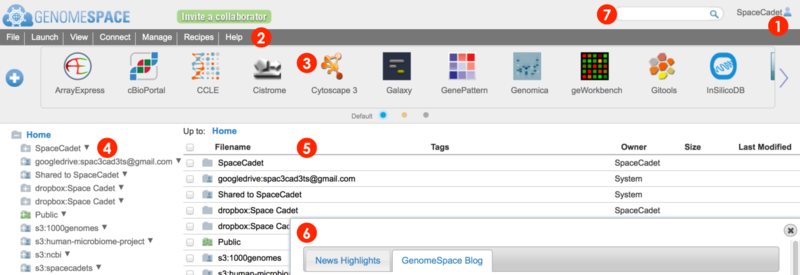 GENOMESPACE
Invite a collaborator
7
SpaceCadet
1
File Launch View Connect Manage Recipes Help
2
3
ArrayExpress cBioPortal CCLE Cistrome Cytoscape 3 Galaxy GenePattern Genomica geWorkbench Gitools InSilicoDB
Default
Home
SpaceCadet
4
googledrive:spac3cad3ts@gmail.com
Shared to SpaceCadet
dropbox:Space Cadet
dropbox:Space Cadet
Public
s3:1000genomes
s3:human-microbiome-project
s3:ncbi
s3:spacecadets
Up to: Home
Filename 5 Tags Owner Size Last Modified
SpaceCadet SpaceCadet
googledrive:spac3cad3ts@gmail.com System
Shared to SpaceCadet System
dropbox:Space Cadet SpaceCadet
dropbox:Space Cad
Public
s3:1000genomes
s3:human-microbio
6
News Highlights GenomeSpace Blog